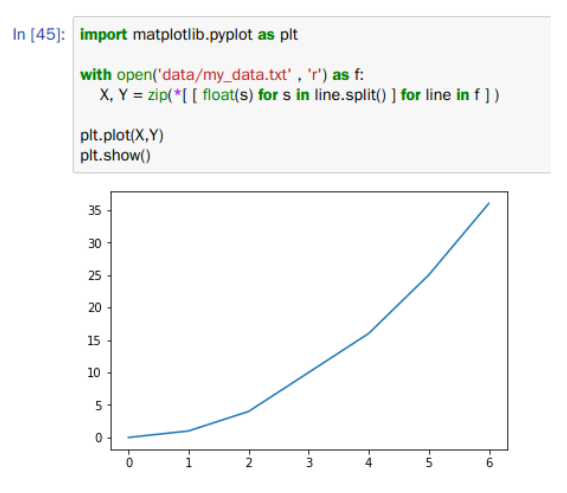 In [45]: import matplotlib.pyplot as plt
with open('data/my_data.txt' , 'r') as f:
X, Y = zip(*[ [ float(s) for s in line.split() ] for line in f ] )
plt.plot(X,Y)
plt.show()
35
30
25
20
15
10
5
0
0 1 2 3 4 5 6